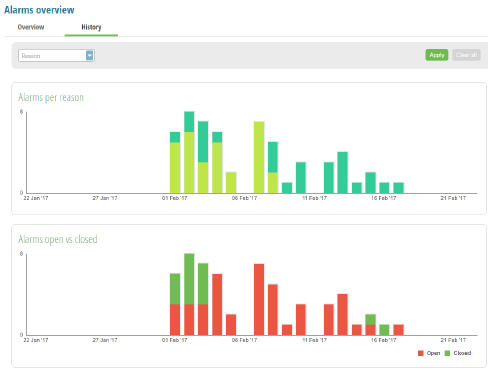 Alarms overview
Overview History
Reason Apply Clear all
Alarms per reason
8
0
22 Jan '17 27 Jan '17 01 Feb '17 06 Feb '17 11 Feb '17 16 Feb '17 21 Feb '17
Alarms open vs closed
8
0
22 Jan '17 27 Jan '17 01 Feb '17 06 Feb '17 11 Feb '17 16 Feb '17 21 Feb '17
Open Closed